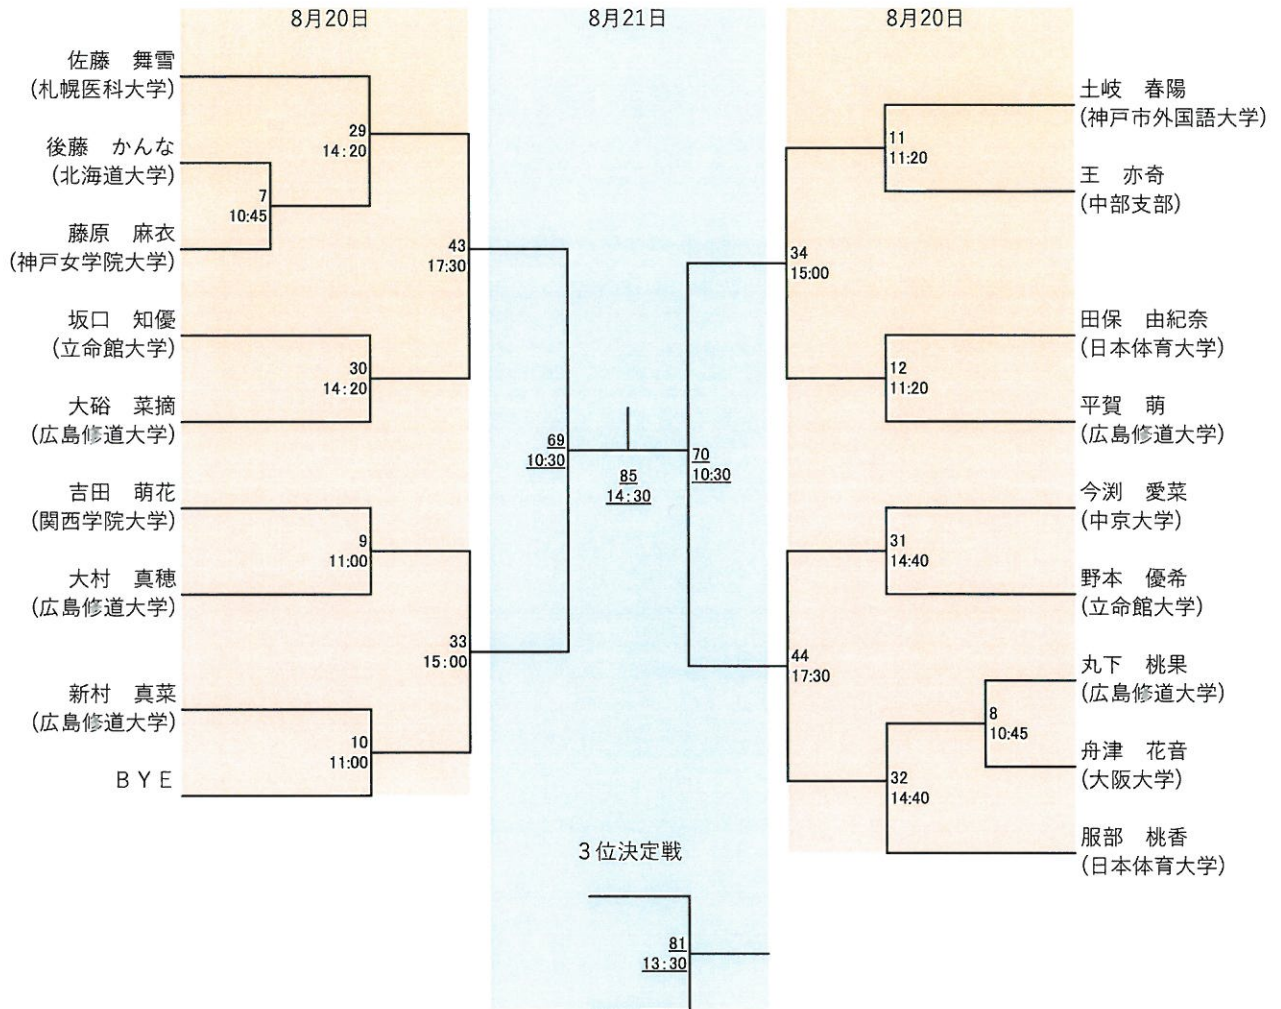 8月20日
8月21日
8月20日
佐藤　舞雪
(札幌医科大学)
後藤　かんな
(北海道大学)
藤原　麻衣
(神戸女学院大学)
坂口　知優
(立命館大学)
大硲　菜摘
(広島修道大学)
吉田　萌花
(関西学院大学)
大村　真穂
(広島修道大学)
新村　真菜
(広島修道大学)
ＢＹＥ
7
10:45
29
14:20
30
14:20
9
11:00
10
11:00
43
17:30
33
15:00
69
10:30
85
14:30
70
10:30
34
15:00
44
17:30
11
11:20
12
11:20
31
14:40
32
14:40
8
10:45
土岐　春陽
(神戸市外国語大学)
王　亦奇
(中部支部)
田保　由紀奈
(日本体育大学)
平賀　萌
(広島修道大学)
今渕　愛菜
(中京大学)
野本　優希
(立命館大学)
丸下　桃果
(広島修道大学)
舟津　花音
(大阪大学)
服部　桃香
(日本体育大学)
３位決定戦
81
13:30